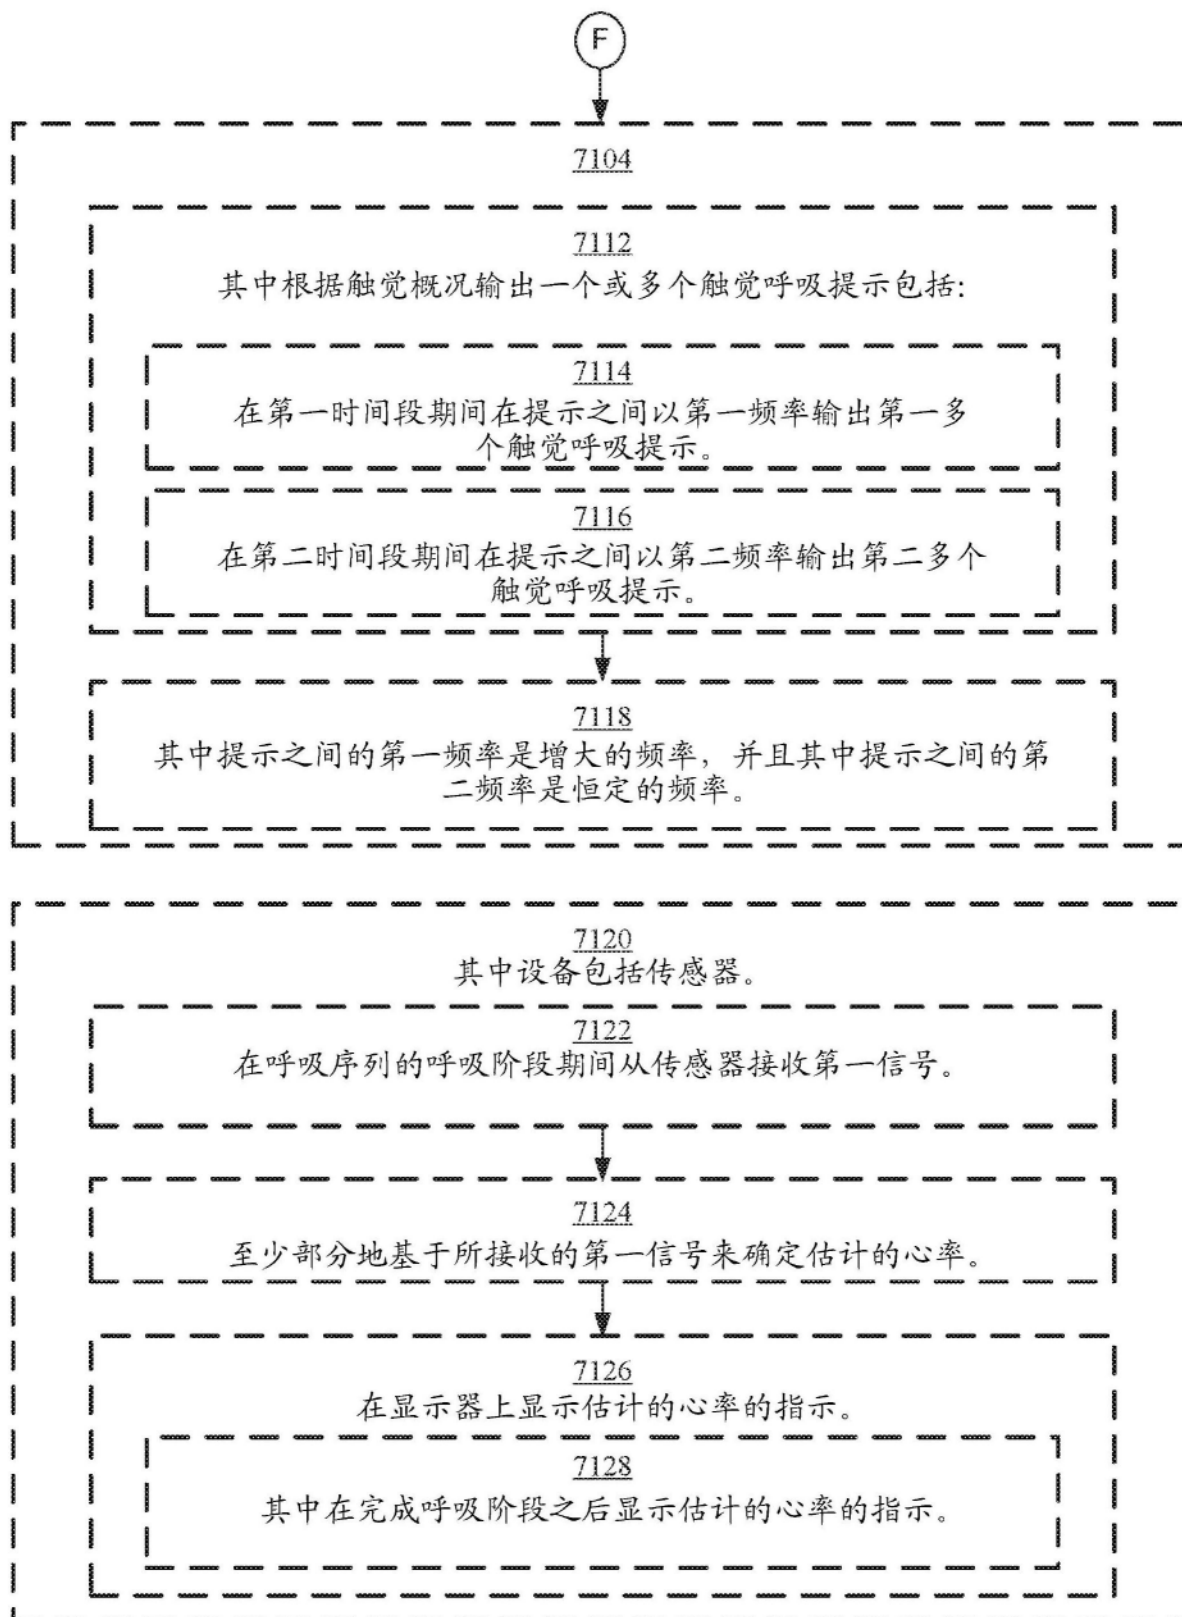 F
7104
7112
其中根据触觉概况输出一个或多个触觉呼吸提示包括:
7114
在第一时间段期间在提示之间以第一频率输出第一多
个触觉呼吸提示。
7116
在第二时间段期间在提示之间以第二频率输出第二多个
触觉呼吸提示。
7118
其中提示之间的第一频率是增大的频率，并且其中提示之间的第
二频率是恒定的频率。
7120
其中设备包括传感器。
7122
在呼吸序列的呼吸阶段期间从传感器接收第一信号。
7124
至少部分地基于所接收的第一信号来确定估计的心率。
7126
在显示器上显示估计的心率的指示。
7128
其中在完成呼吸阶段之后显示估计的心率的指示。